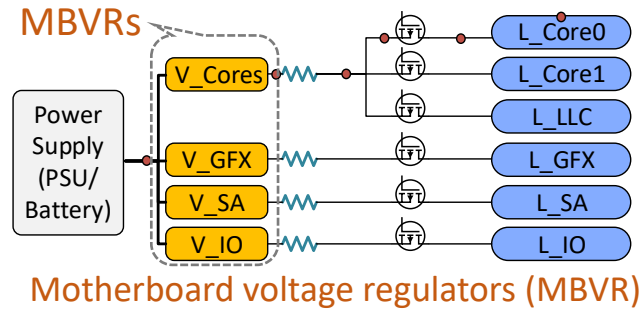 MBVRs
Power
Supply
(PSU/
Battery)
V_Cores
V_GFX
V_SA
V_IO
L_Core0
L_Core1
L_LLC
L_GFX
L_SA
L_IO
Motherboard voltage regulators (MBVR)